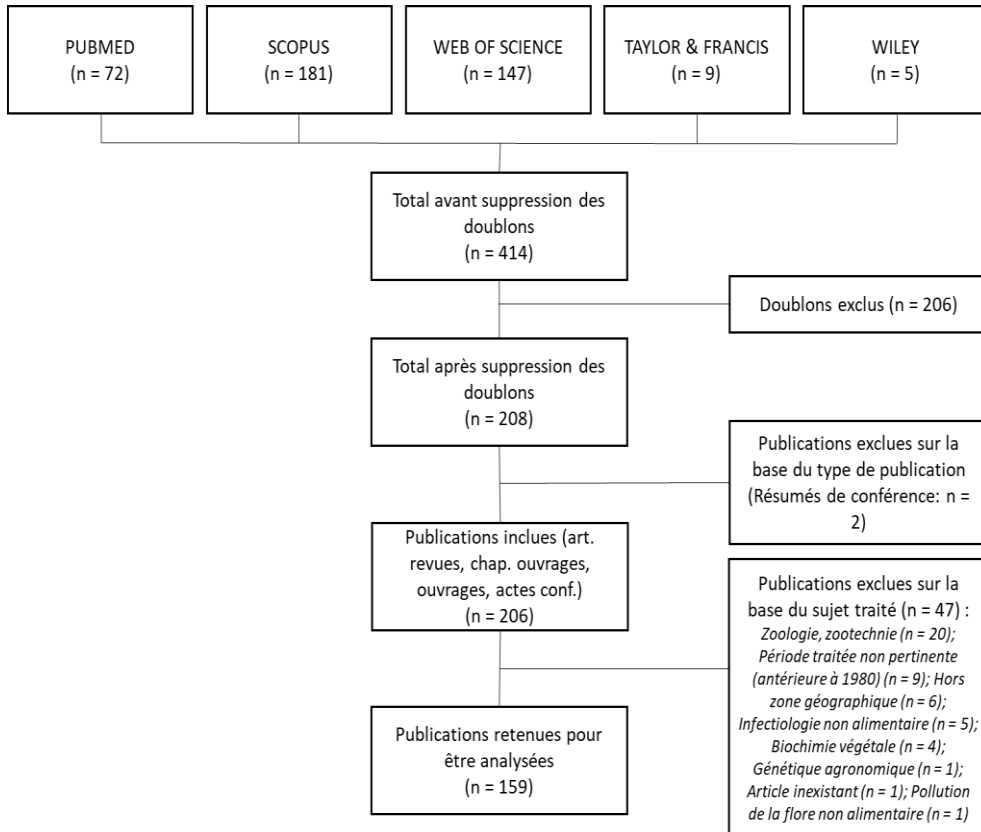 PUBMED
(n = 72)
SCOPUS
(n = 181)
WEB OF SCIENCE
(n = 147)
TAYLOR & FRANCIS
(n = 9)
WILEY
(n = 5)
Total avant suppression des
doublons
(n = 414)
Doublons exclus (n = 206)
Total après suppression des
doublons
(n = 208)
Publications exclues sur la
base du type de publication
(Résumés de conférence: n =
2)
Publications inclues (art.
revues, chap. ouvrages,
ouvrages, actes conf.)
(n = 206)
Publications exclues sur la
base du sujet traité (n = 47) :
Zoologie, zootechnie (n = 20);
Période traitée non pertinente
(antérieure à 1980) (n = 9); Hors
zone géographique (n = 6);
Infectiologie non alimentaire (n = 5);
Biochimie végétale (n = 4);
Génétique agronomique (n = 1);
Article inexistant (n = 1); Pollution
de la flore non alimentaire (n = 1)
Publications retenues pour
être analysées
(n = 159)